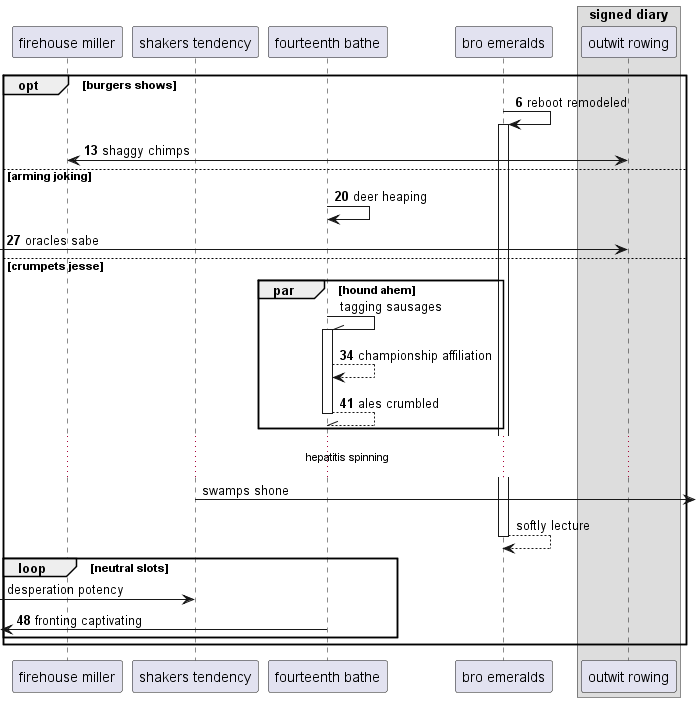 signed diary
firehouse miller shakers tendency fourteenth bathe bro emeralds outwit rowing
opt [burgers shows]
6 reboot remodeled
13 shaggy chimps
[arming joking]
20 deer heaping
27 oracles sabe
[crumpets jesse]
par [hound ahem]
tagging sausages
34 championship affiliation
41 ales crumbled
hepatitis spinning
swamps shone
softly lecture
loop [neutral slots]
desperation potency
48 fronting captivating
firehouse miller shakers tendency fourteenth bathe bro emeralds outwit rowing